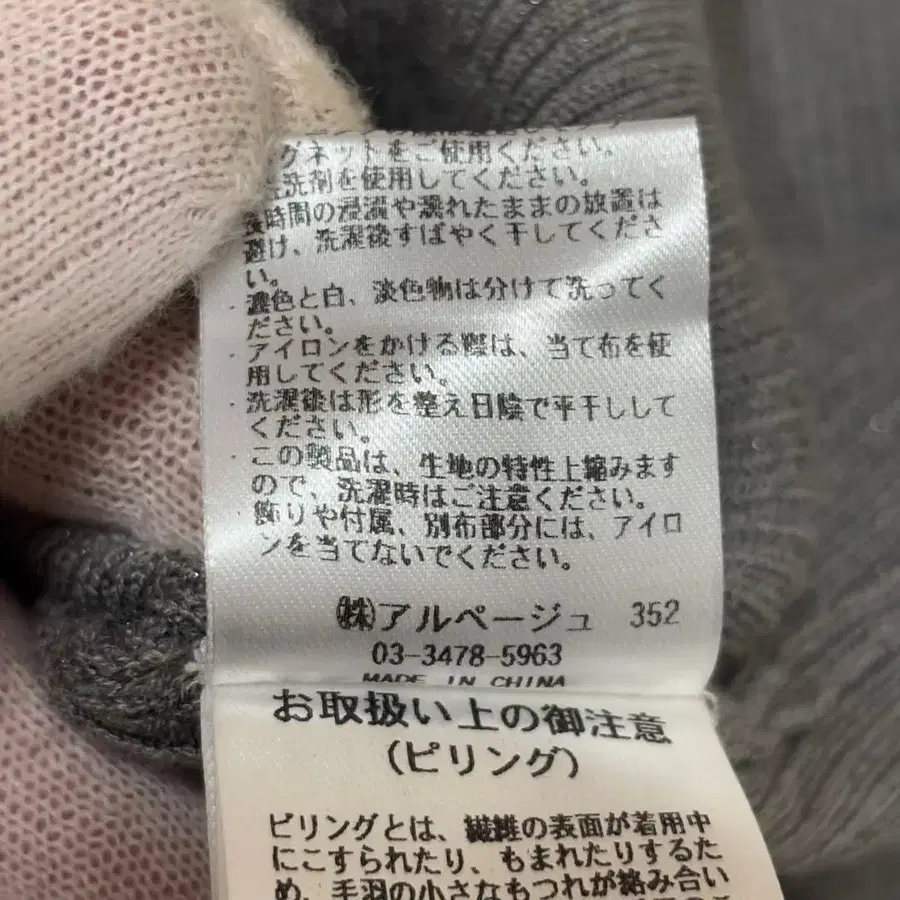 グネットをご使用ください。
洗剤を使用してください。
長時間の浸漬や濡れたままの放置は
避け、洗濯後すばやく干してくださ
い。
・濃色と白、淡色物は分けて洗ってく
ださい。
・アイロンをかける際は、当て布を使
用してください。
・洗濯後は形を整え日陰で平干しして
ください。
・この製品は、生地の特性上縮みます
ので、洗濯時はご注意ください。
・飾りや付属、別布部分には、アイロ
ンを当てないでください。
㈱アルページュ 352
03-3478-5963
MADE IN CHINA
お取扱い上の御注意
(ピリング)
ピリングとは、繊維の表面が着用中
にこすられたり、もまれたりするた
め、毛羽の小さなもつれが絡み合い